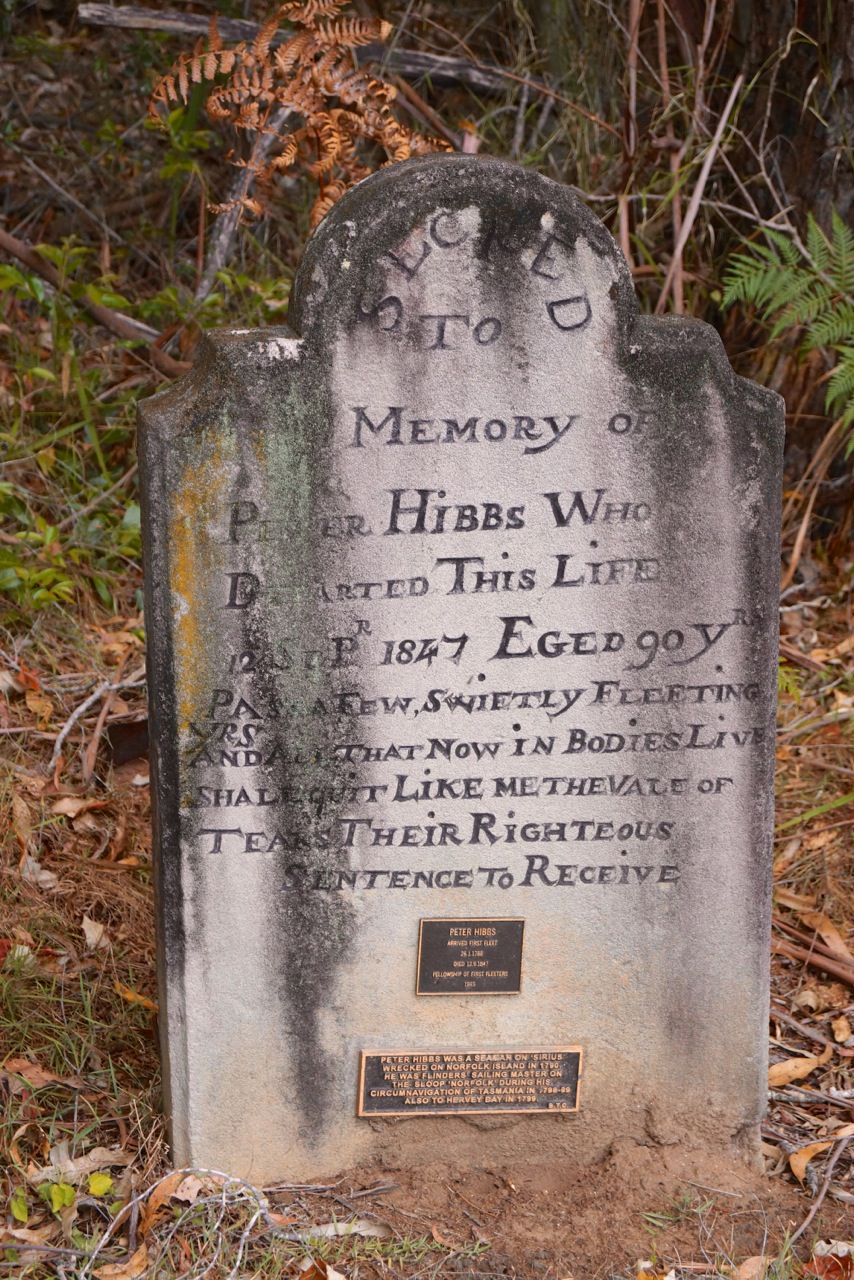 SECRED
TO
MEMORY OF
PETER HIBBS WHO
DEPARTED THIS LIFE
12 SEPR 1847 EGED 90 YRS
PASS A FEW, SWIETLY FLEETING
YRS
AND ALL THAT NOW IN BODIES LIVE
SHALL QUIT LIKE ME THE VALE OF
TEARS THEIR RIGHTEOUS
SENTENCE TO RECEIVE
PETER HIBBS
ARRIVED FIRST FLEET
26.1.1788
DIED 12.9.1847
FELLOWSHIP OF FIRST FLEETERS
PETER HIBBS WAS A SEAMAN ON 'SIRIUS'
WRECKED ON NORFOLK ISLAND IN 1790.
HE WAS FLINDERS' SAILING MASTER ON
THE SLOOP 'NORFOLK' DURING HIS
CIRCUMNAVIGATION OF TASMANIA IN 1798-99
ALSO TO HERVEY BAY IN 1799.